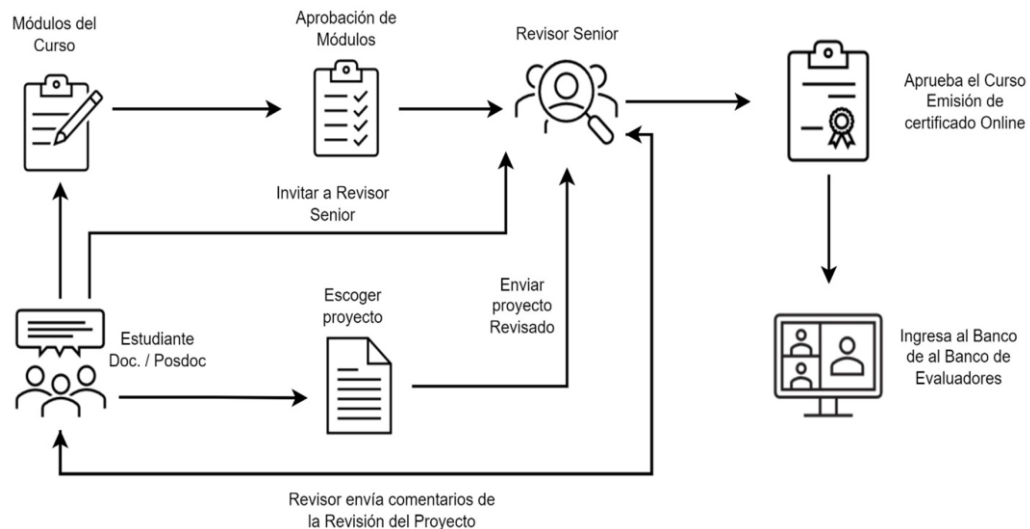 Módulos del
Curso
Aprobación de
Módulos
Revisor Senior
Aprueba el Curso
Emisión de
certificado Online
Invitar a Revisor
Senior
Estudiante
Doc. / Posdoc
Escoger
proyecto
Enviar
proyecto
Revisado
Ingresa al Banco
de al Banco de
Evaluadores
Revisor envía comentarios de
la Revisión del Proyecto